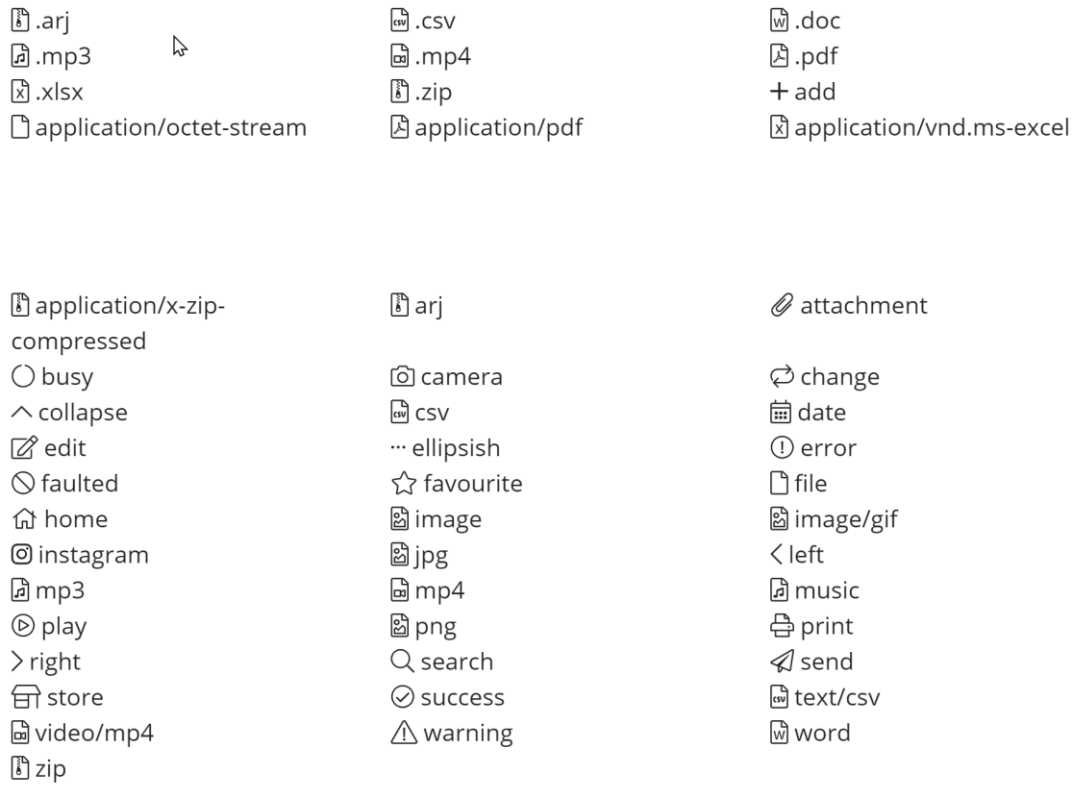 .arj .csv .doc
.mp3 .mp4 .pdf
.xlsx .zip add
application/octet-stream application/pdf application/vnd.ms-excel
application/x-zip- arj attachment
compressed
busy camera change
collapse csv date
edit ellipsish error
faulted favourite file
home image image/gif
instagram jpg left
mp3 mp4 music
play png print
right search send
store success text/csv
video/mp4 warning word
zip